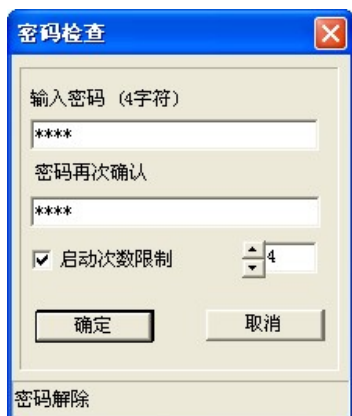 密码检查
输入密码 (4字符)
****
密码再次确认
****
启动次数限制 4
确定 取消
密码解除